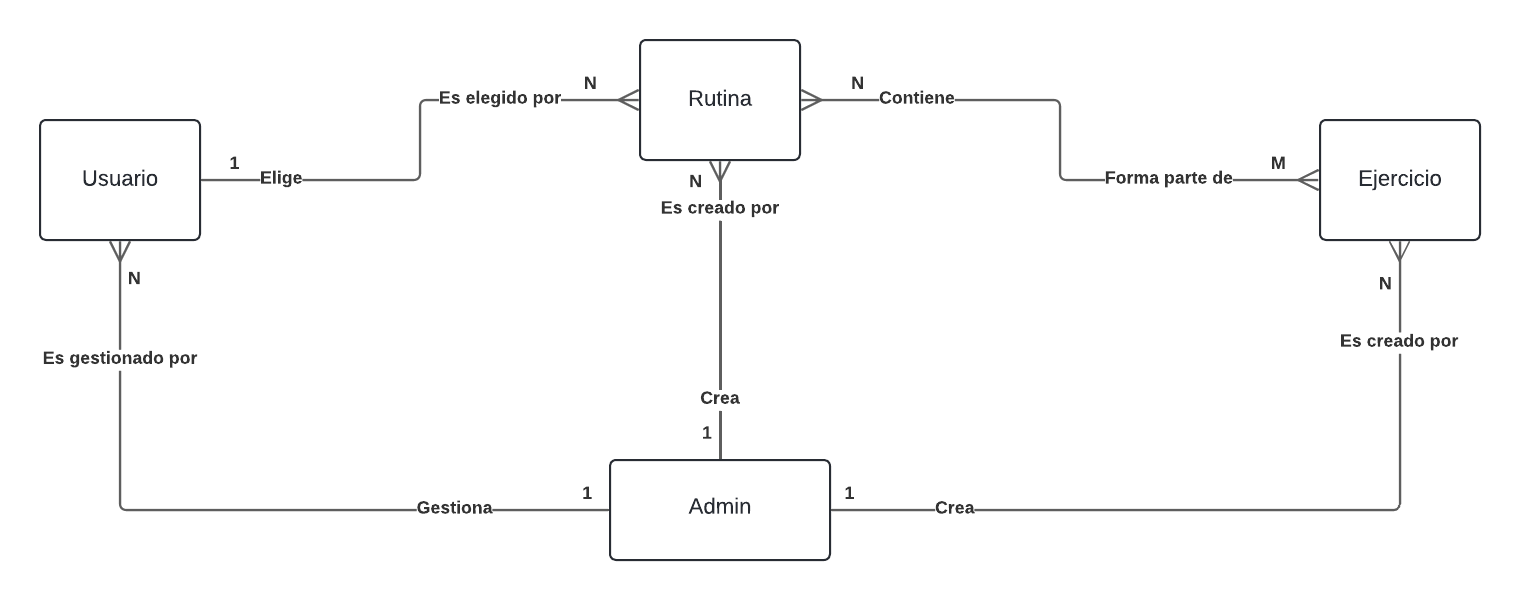 Rutina
N
Es elegido por
N
Contiene
Usuario
1
Elige
M
Forma parte de
Ejercicio
N
Es creado por
N
N
Es gestionado por
Es creado por
Crea
1
1
Gestiona
Admin
1
Crea